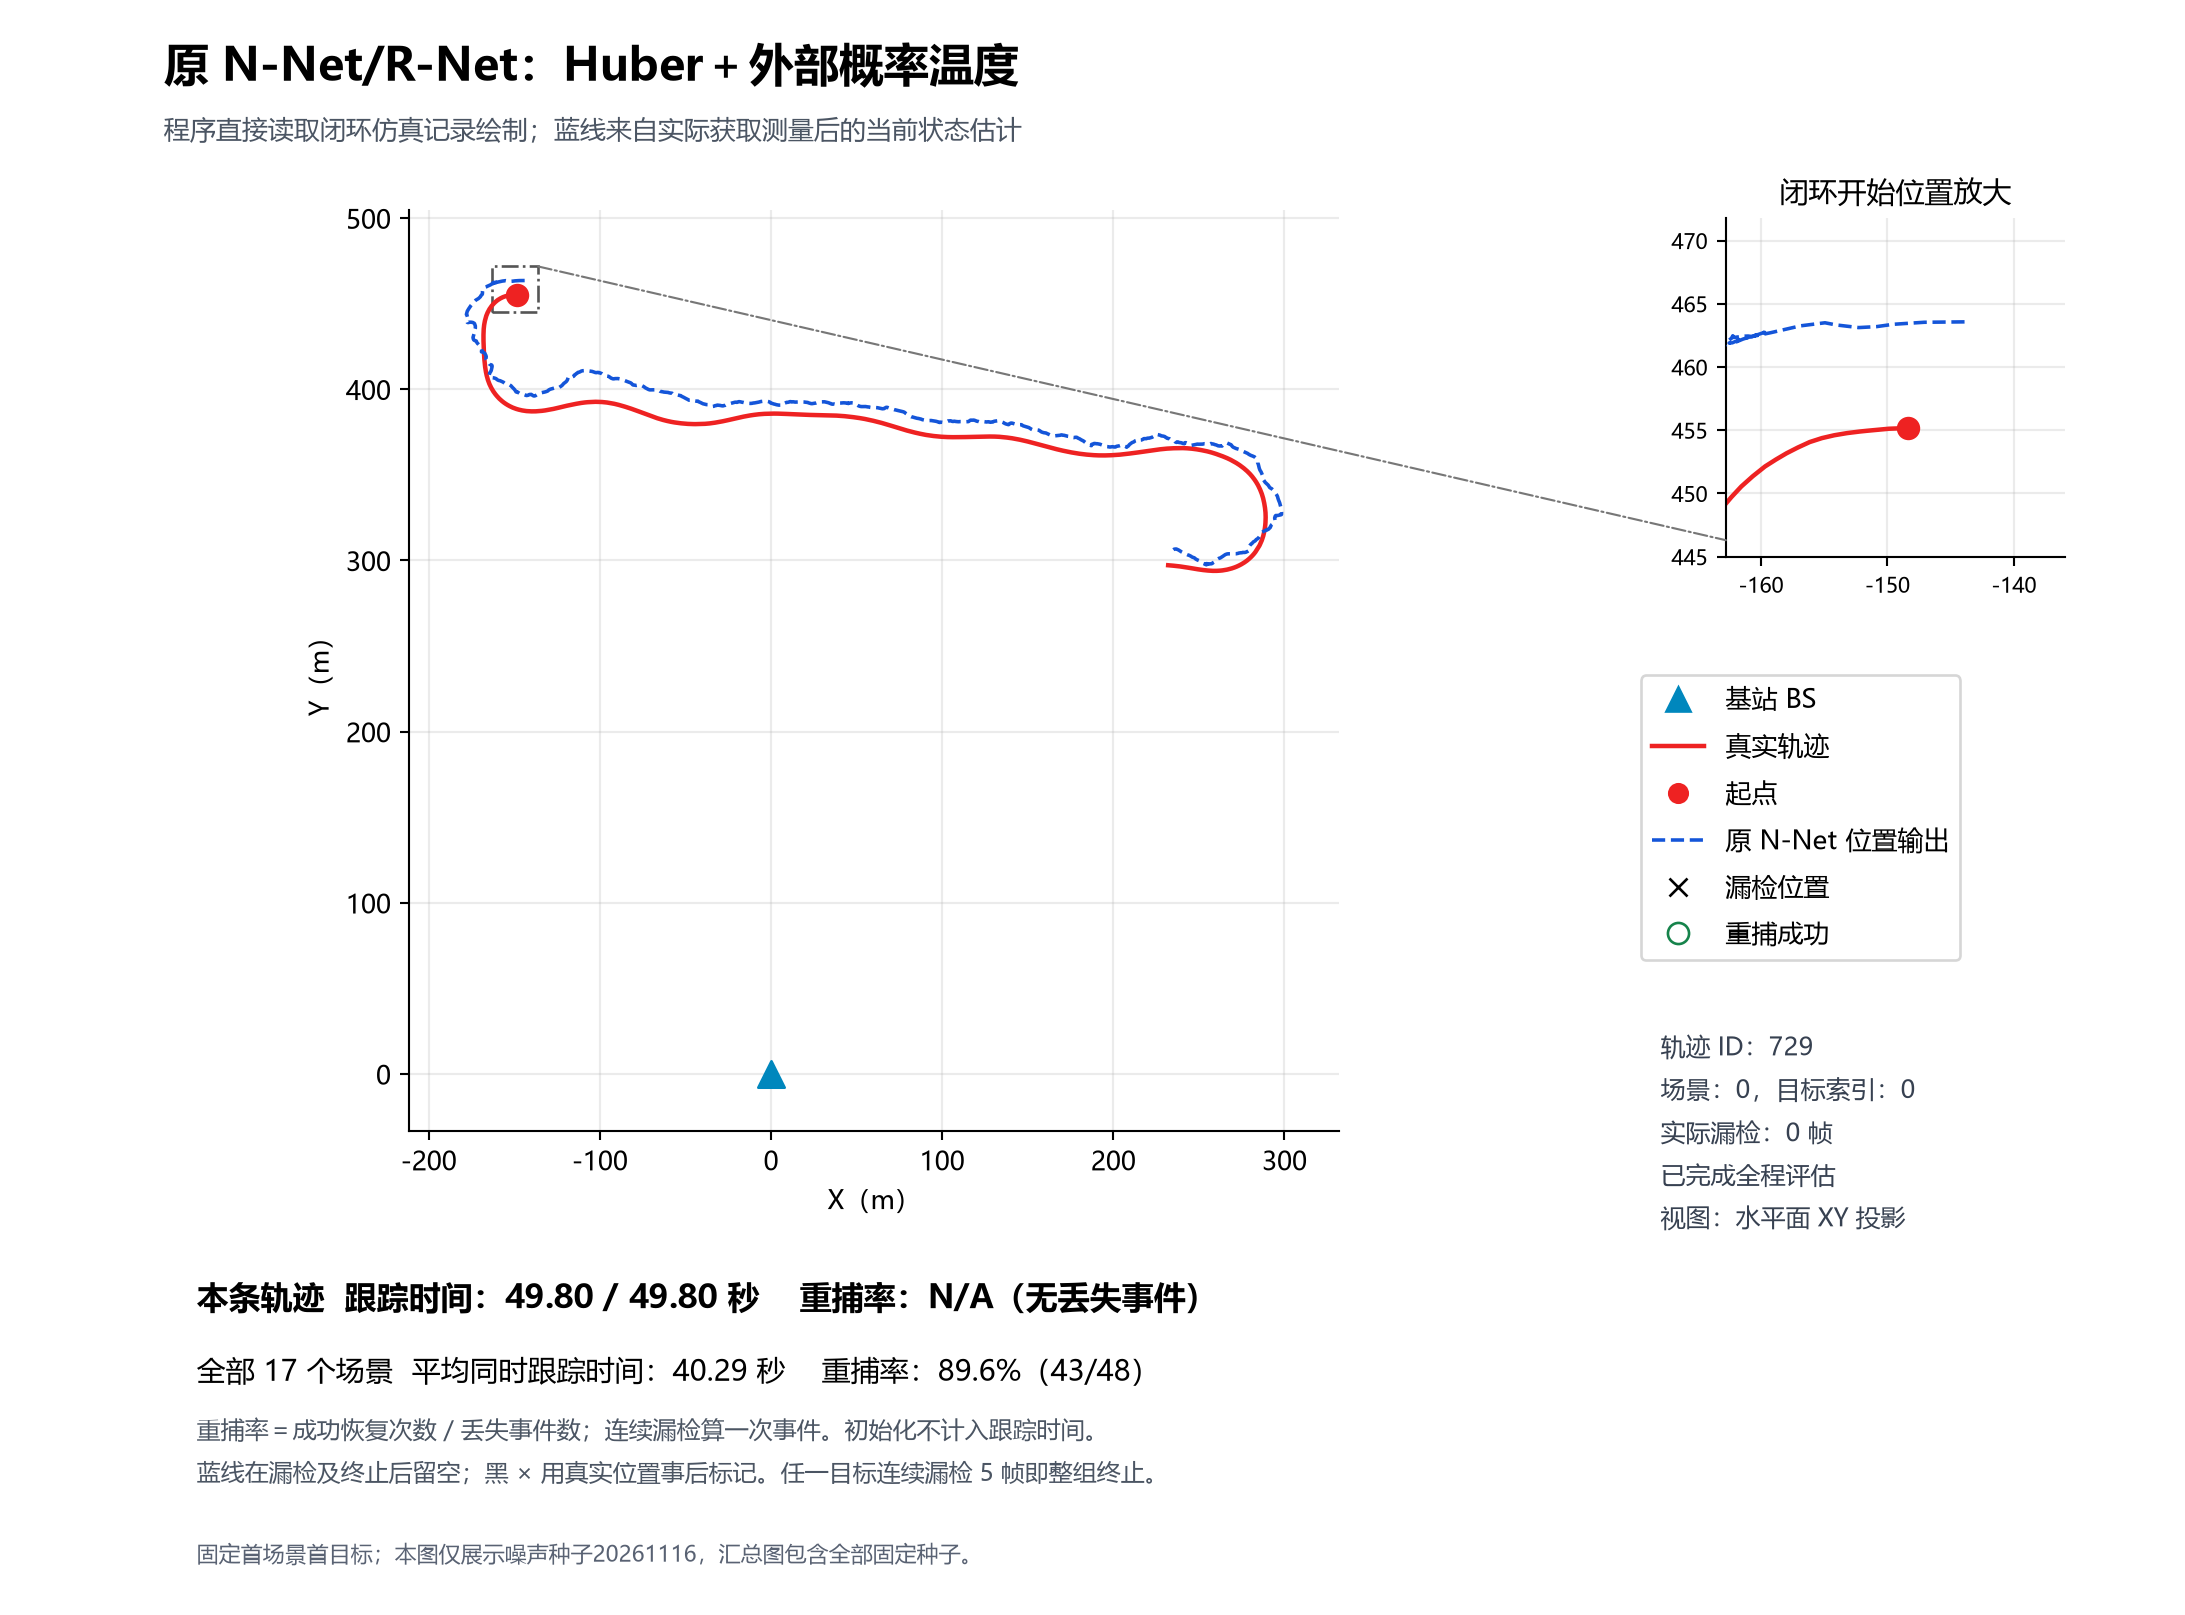 原 N-Net/R-Net：Huber + 外部概率温度
程序直接读取闭环仿真记录绘制；蓝线来自实际获取测量后的当前状态估计
闭环开始位置放大
500
400
300
200
100
0
Y（m）
-200
-100
0
100
200
300
X（m）
470
465
460
455
450
445
-160
-150
-140
基站 BS
真实轨迹
起点
原 N-Net 位置输出
漏检位置
重捕成功
轨迹 ID：729
场景：0，目标索引：0
实际漏检：0 帧
已完成全程评估
视图：水平面 XY 投影
本条轨迹 跟踪时间：49.80 / 49.80 秒 重捕率：N/A（无丢失事件）
全部 17 个场景 平均同时跟踪时间：40.29 秒 重捕率：89.6%（43/48）
重捕率 = 成功恢复次数 / 丢失事件数；连续漏检算一次事件。初始化不计入跟踪时间。
蓝线在漏检及终止后留空；黑 × 用真实位置事后标记。任一目标连续漏检 5 帧即整组终止。
固定首场景首目标；本图仅展示噪声种子20261116，汇总图包含全部固定种子。